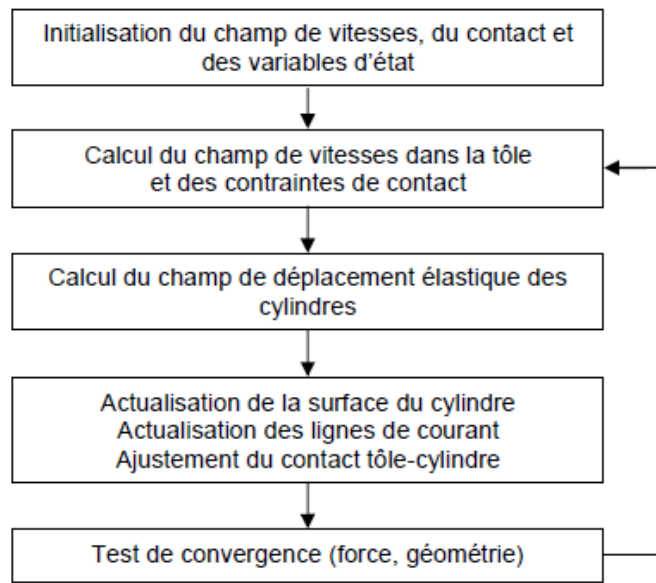 Initialisation du champ de vitesses, du contact et
des variables d'état
Calcul du champ de vitesses dans la tôle
et des contraintes de contact
Calcul du champ de déplacement élastique des
cylindres
Actualisation de la surface du cylindre
Actualisation des lignes de courant
Ajustement du contact tôle-cylindre
Test de convergence (force, géométrie)